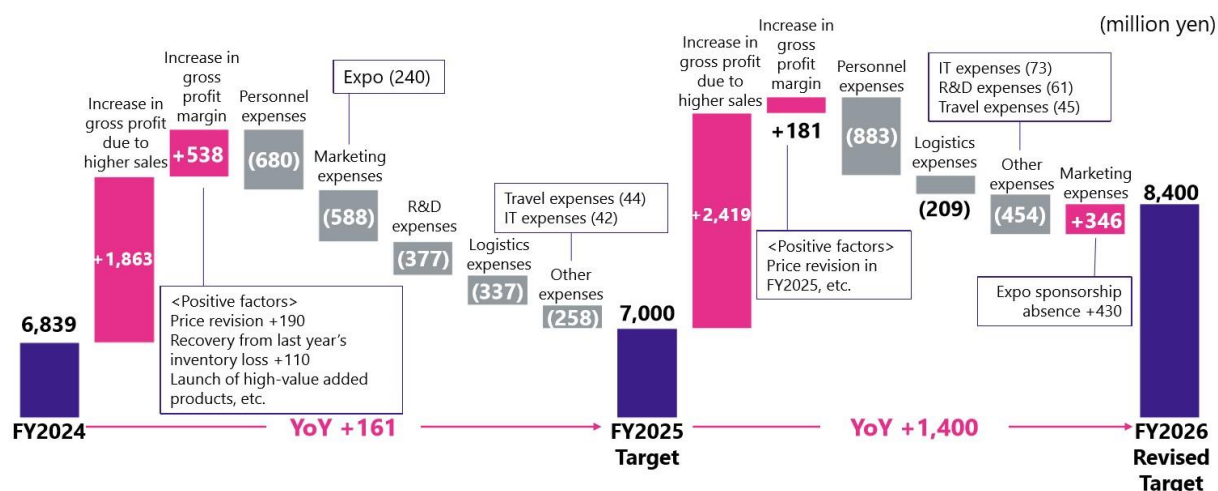 (million yen)
6,839
FY2024
Increase in
gross profit
due to
higher sales
+1,863
Increase in
gross
profit
margin
+538
<Positive factors>
Price revision +190
Recovery from last year's
inventory loss +110
Launch of high-value added
products, etc.
Personnel
expenses
(680)
Expo (240)
Marketing
expenses
(588)
R&D
expenses
(377)
Logistics
expenses
(337)
Travel expenses (44)
IT expenses (42)
Other
expenses
(258)
YoY +161
7,000
FY2025
Target
Increase in
gross profit
due to
higher sales
+2,419
Increase in
gross
profit
margin
+181
<Positive factors>
Price revision in
FY2025, etc.
Personnel
expenses
(883)
Logistics
expenses
(209)
IT expenses (73)
R&D expenses (61)
Travel expenses (45)
Other
expenses
(454)
Marketing
expenses
+346
Expo sponsorship
absence +430
YoY +1,400
8,400
FY2026
Revised
Target